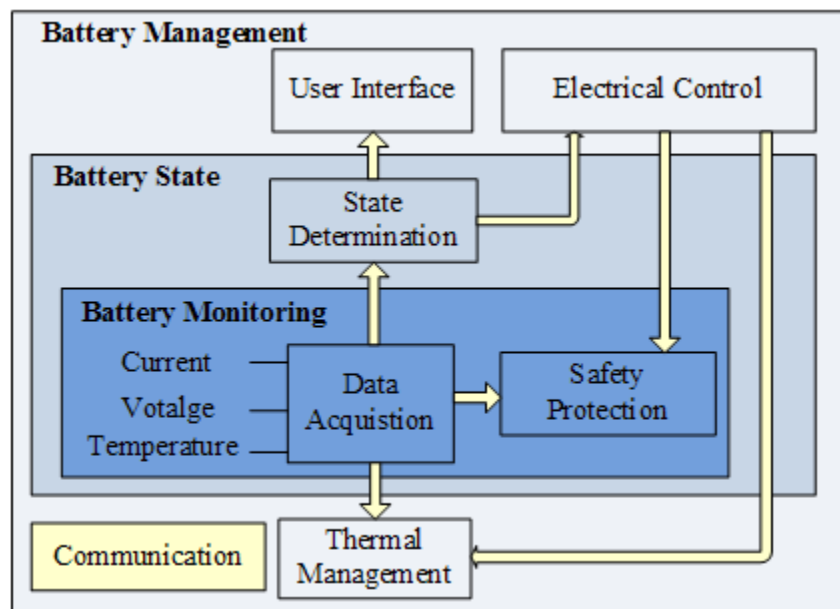 Battery Management
User Interface
Electrical Control
Battery State
State
Determination
Battery Monitoring
Current
Votalge
Temperature
Data
Acquistion
Safety
Protection
Communication
Thermal
Management